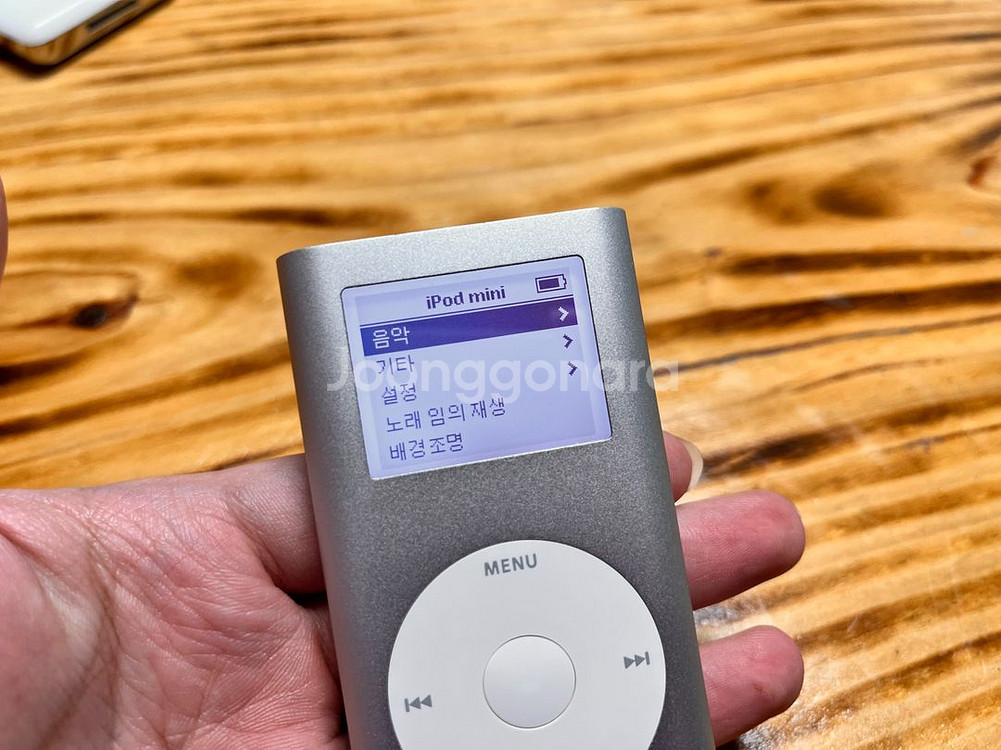 iPod mini
음악
기타
설정
노래 임의 재생
배경조명
Joonggonara
MENU